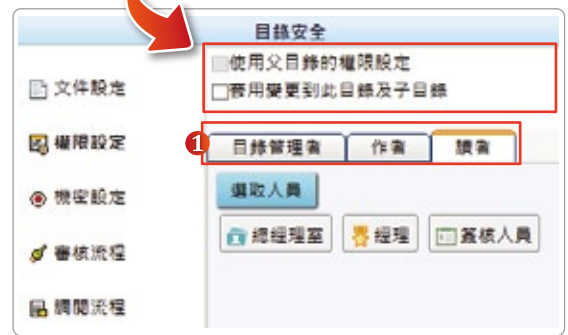 目錄安全
使用父目錄的權限設定
套用變更到此目錄及子目錄
文件設定
權限設定
機密設定
審核流程
調閱流程
1
目錄管理者 作者 讀者
選取人員
總經理室 經理 簽核人員